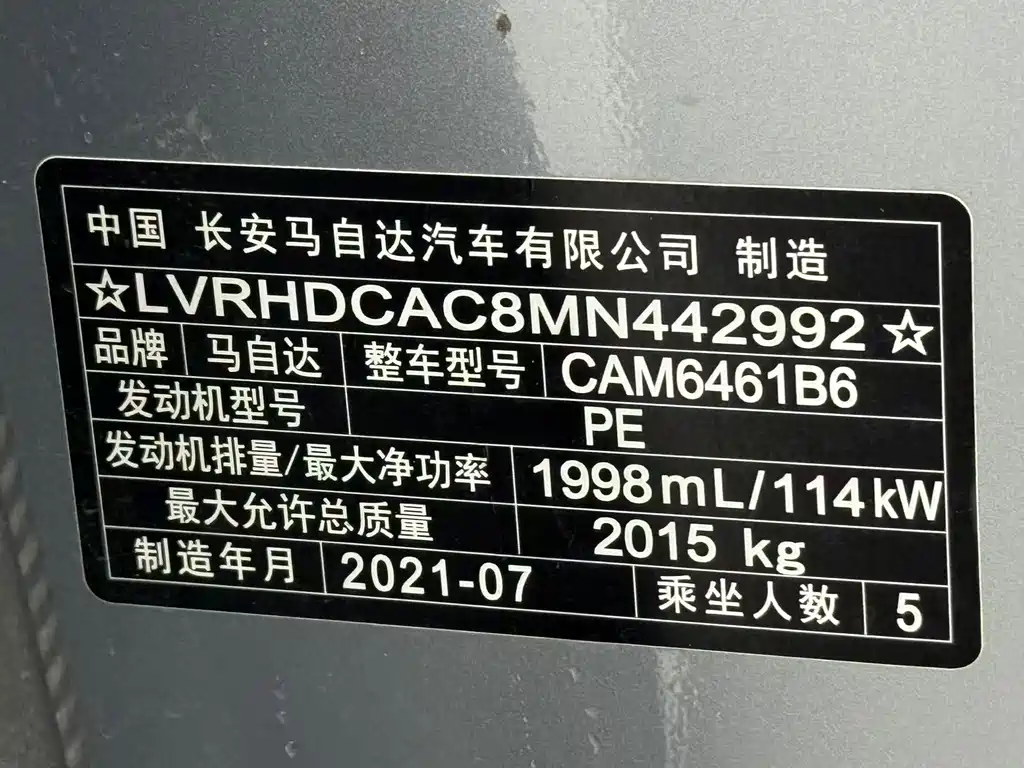 中国 长安马自达汽车有限公司 制造
☆LVRHDCAC8MN442992☆
品牌 马自达 整车型号 CAM6461B6
发动机型号 PE
发动机排量/最大净功率 1998mL/114kW
最大允许总质量 2015 kg
制造年月 2021-07 乘坐人数 5